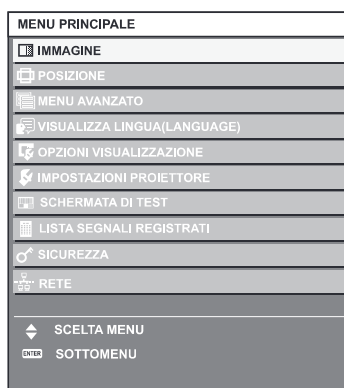 MENU PRINCIPALE
IMMAGINE
POSIZIONE
MENU AVANZATO
VISUALIZZA LINGUA(LANGUAGE)
OPZIONI VISUALIZZAZIONE
IMPOSTAZIONI PROIETTORE
SCHERMATA DI TEST
LISTA SEGNALI REGISTRATI
SICUREZZA
RETE
SCELTA MENU
ENTER SOTTOMENU